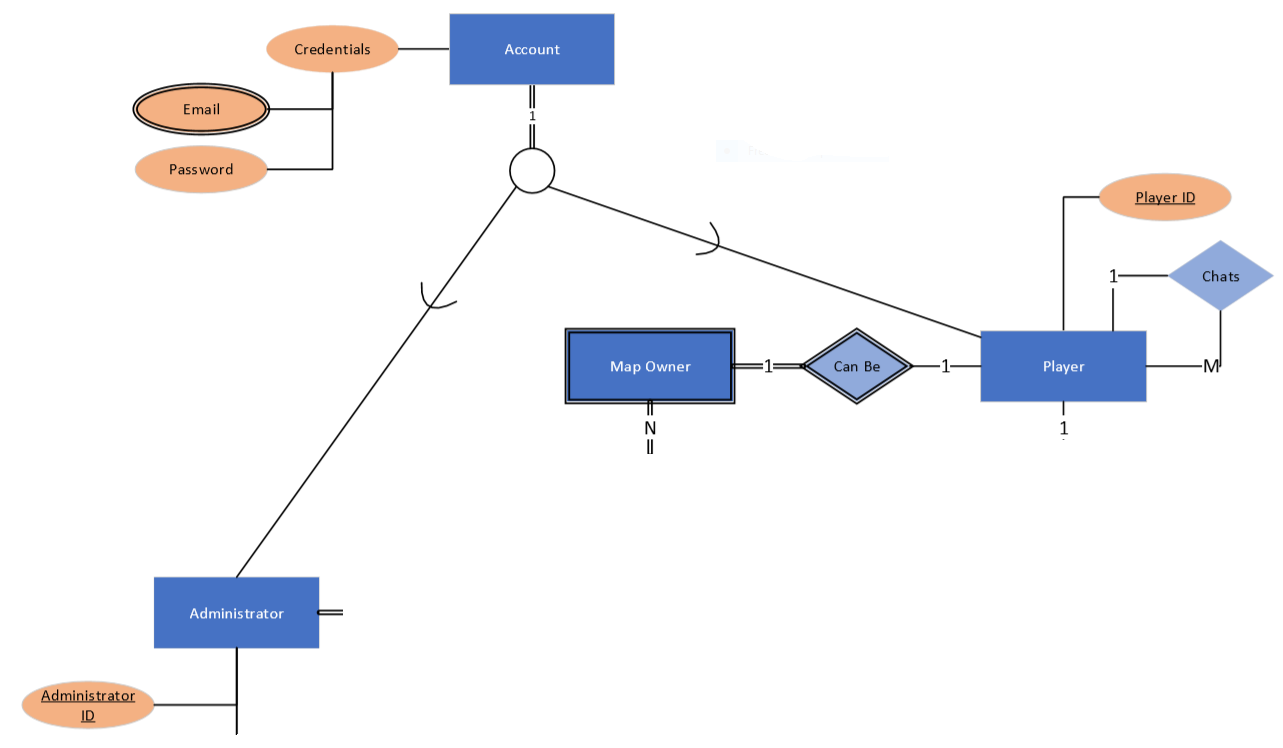 Credentials
Account
Email
1
Password
Player ID
1
Chats
Map Owner
1
Can Be
1
Player
M
N
1
Administrator
Administrator
ID